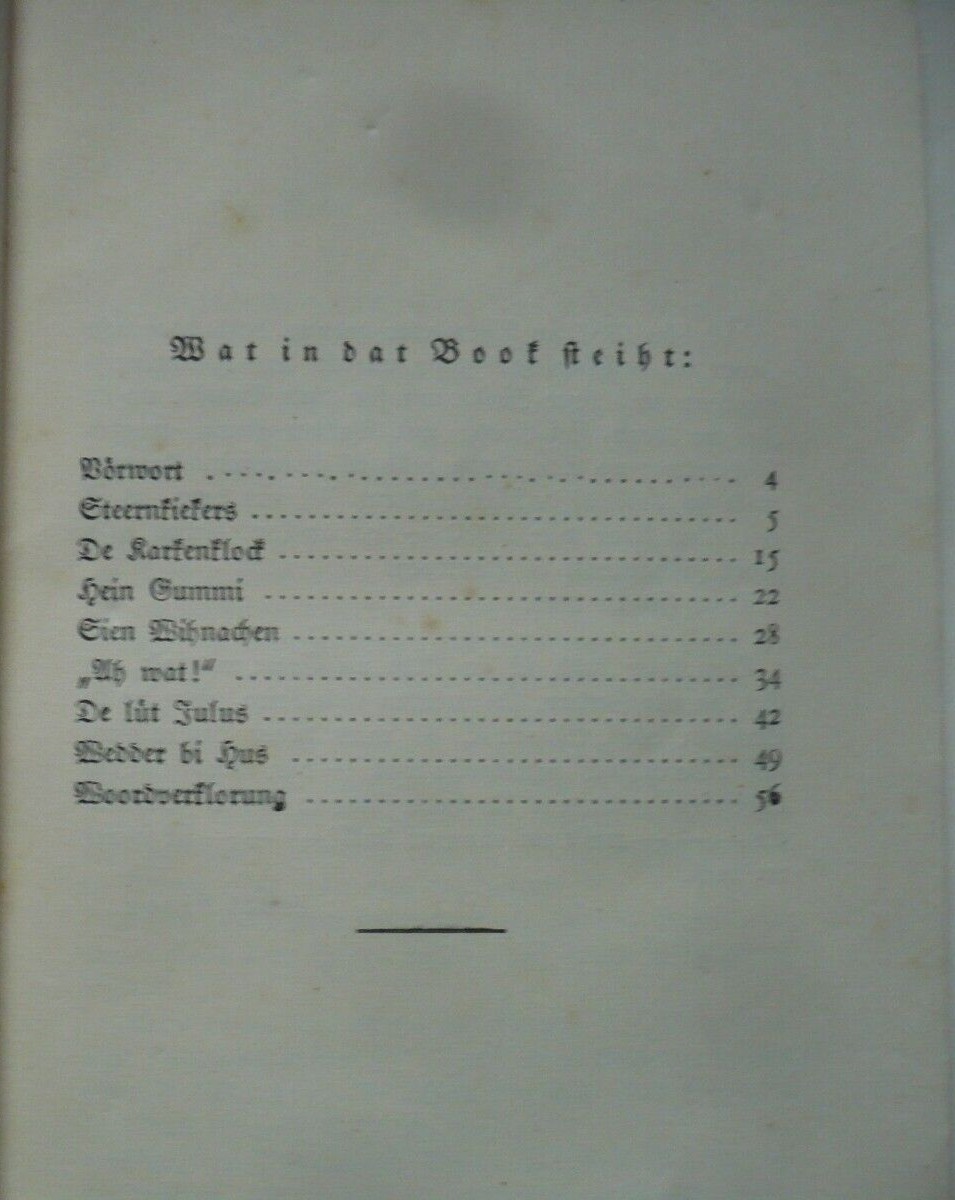 Wat in dat Book steiht:
Vörwort 4
Steernkiekers 5
De Karkenklock 15
Hein Gummi 22
Sien Wihnachen 28
„Ah wat!“ 34
De lüt Julus 42
Wedder bi Hus 49
Woordverklorung 56